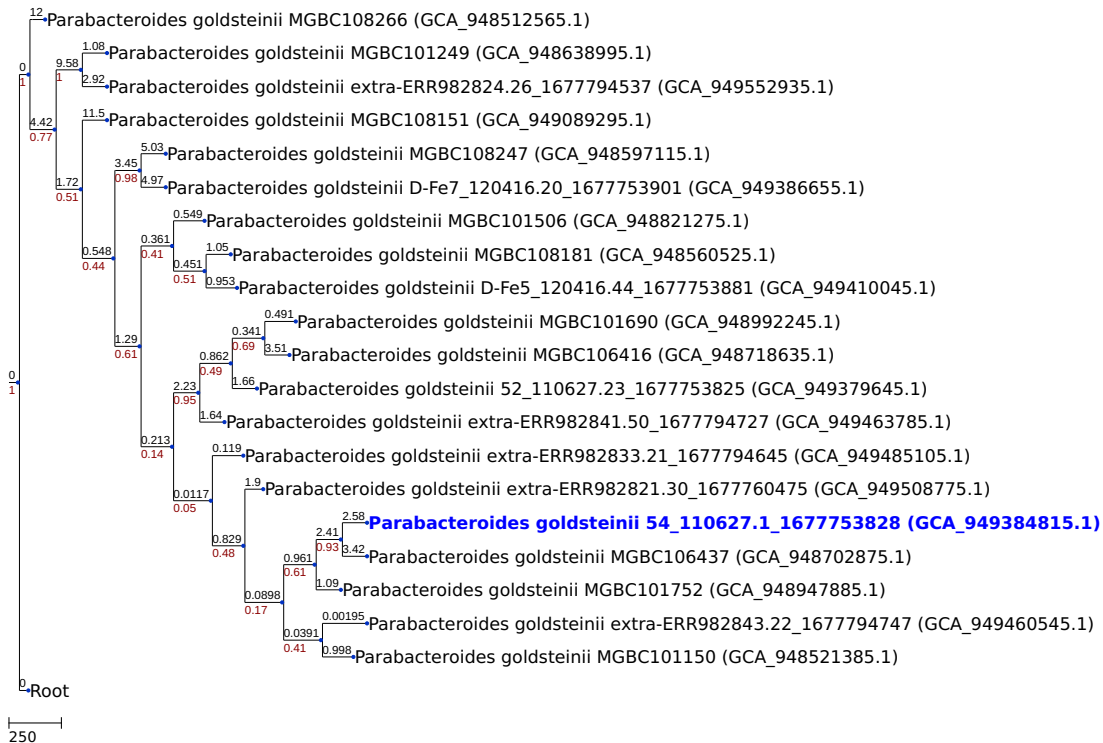 12 Parabacteroides goldsteinii MGBC108266 (GCA_948512565.1)
1.08 Parabacteroides goldsteinii MGBC101249 (GCA_948638995.1)
0 9.58
1 1
2.92 Parabacteroides goldsteinii extra-ERR982824.26_1677794537 (GCA_949552935.1)
11.5 Parabacteroides goldsteinii MGBC108151 (GCA_949089295.1)
4.42
0.77
5.03 Parabacteroides goldsteinii MGBC108247 (GCA_948597115.1)
3.45
0.98
1.72
0.51
4.97 Parabacteroides goldsteinii D-Fe7_120416.20_1677753901 (GCA_949386655.1)
0.549 Parabacteroides goldsteinii MGBC101506 (GCA_948821275.1)
0.361
0.41
0.548
0.44
1.05 Parabacteroides goldsteinii MGBC108181 (GCA_948560525.1)
0.451
0.51
0.953 Parabacteroides goldsteinii D-Fe5_120416.44_1677753881 (GCA_949410045.1)
0.491 Parabacteroides goldsteinii MGBC101690 (GCA_948992245.1)
0.341
0.69
1.29
0.61
3.51 Parabacteroides goldsteinii MGBC106416 (GCA_948718635.1)
0.862
0.49
0
1
1.66 Parabacteroides goldsteinii 52_110627.23_1677753825 (GCA_949379645.1)
2.23
0.95
1.64 Parabacteroides goldsteinii extra-ERR982841.50_1677794727 (GCA_949463785.1)
0.213
0.14
0.119 Parabacteroides goldsteinii extra-ERR982833.21_1677794645 (GCA_949485105.1)
0.0117
0.05
1.9 Parabacteroides goldsteinii extra-ERR982821.30_1677760475 (GCA_949508775.1)
2.58 Parabacteroides goldsteinii 54_110627.1_1677753828 (GCA_949384815.1)
0.829
0.48
2.41
0.93
3.42 Parabacteroides goldsteinii MGBC106437 (GCA_948702875.1)
0.961
0.61
1.09 Parabacteroides goldsteinii MGBC101752 (GCA_948947885.1)
0.0898
0.17
0.00195 Parabacteroides goldsteinii extra-ERR982843.22_1677794747 (GCA_949460545.1)
0.0391
0.41
0.998 Parabacteroides goldsteinii MGBC101150 (GCA_948521385.1)
0 Root
250